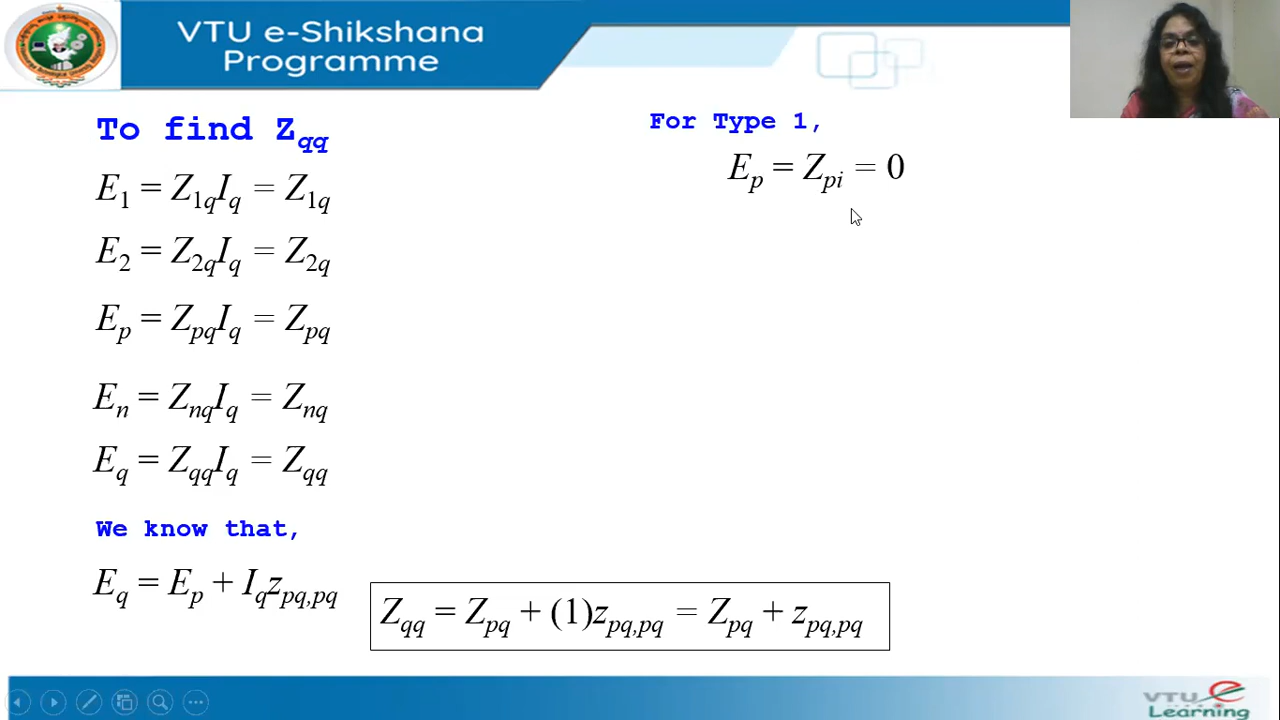 VTU e-Shikshana
Programme
To find Z_qq
E_1 = Z_1q I_q = Z_1q
E_2 = Z_2q I_q = Z_2q
E_p = Z_pq I_q = Z_pq
E_n = Z_nq I_q = Z_nq
E_q = Z_qq I_q = Z_qq
We know that,
E_q = E_p + I_q z_pq,pq
Z_qq = Z_pq + (1)z_pq,pq = Z_pq + z_pq,pq
For Type 1,
E_p = Z_pi = 0
VTU e
Learning